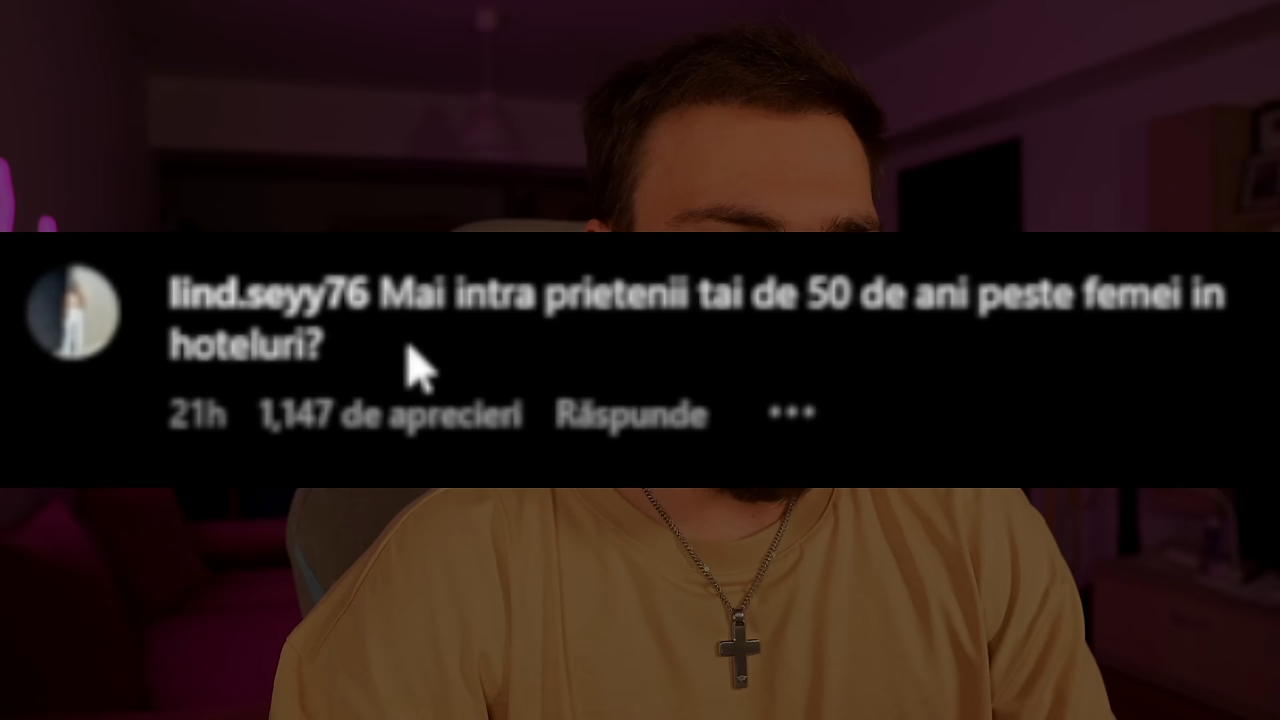 lind.seyy76 Mai intra prietenii tai de 50 de ani peste femei in
hoteluri?
21h 1,147 de aprecieri Răspunde ...